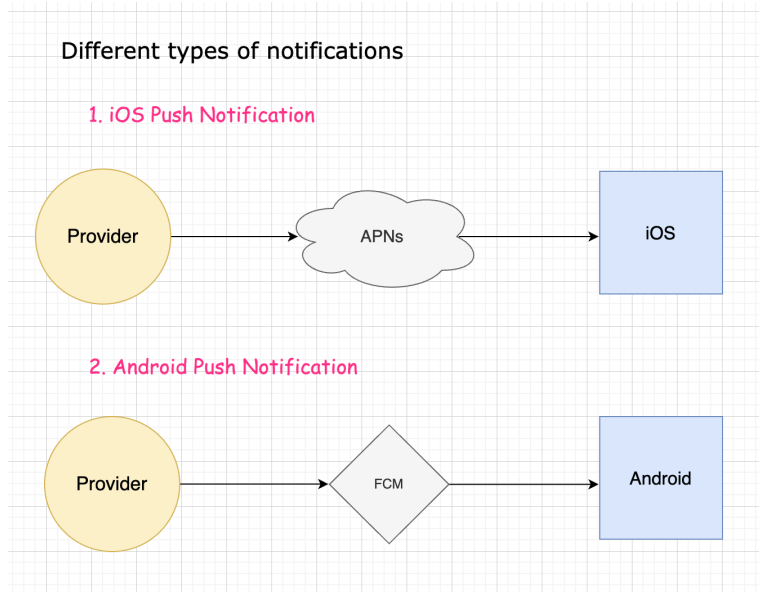 Different types of notifications
1. iOS Push Notification
Provider
APNs
iOS
2. Android Push Notification
Provider
FCM
Android